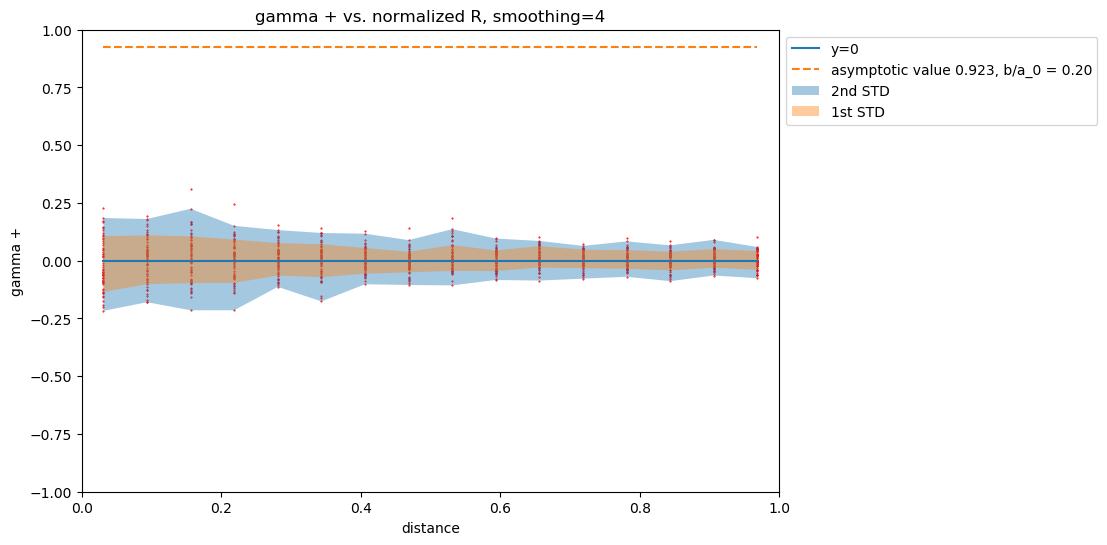 gamma + vs. normalized R, smoothing=4
1.00
0.75
0.50
0.25
0.00
−0.25
−0.50
−0.75
−1.00
gamma +
0.0
0.2
0.4
0.6
0.8
1.0
distance
y=0
asymptotic value 0.923, b/a_0 = 0.20
2nd STD
1st STD